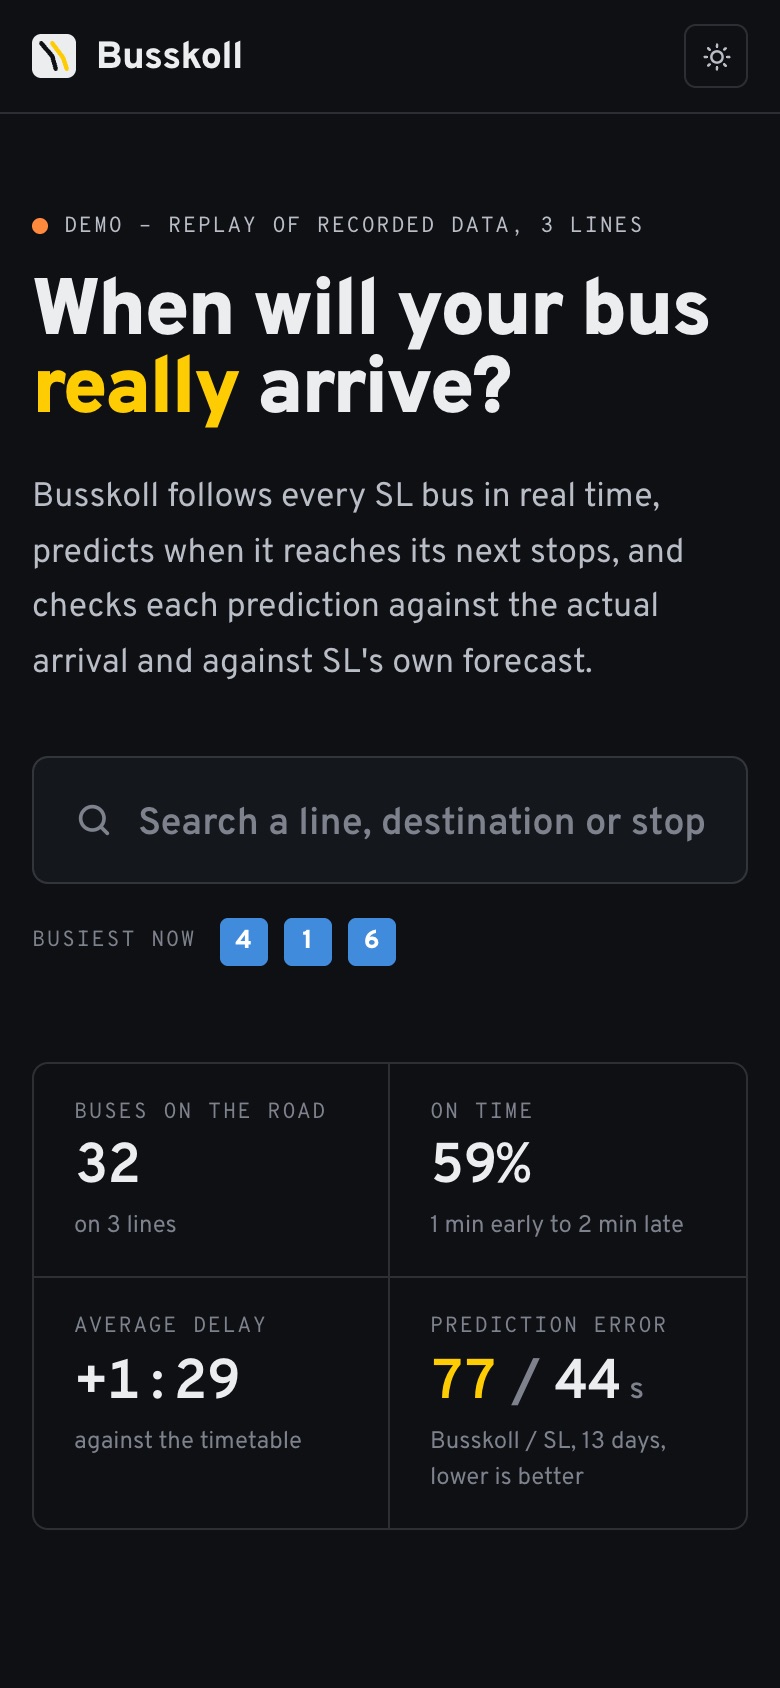 Busskoll
DEMO – REPLAY OF RECORDED DATA, 3 LINES
When will your bus
really arrive?
Busskoll follows every SL bus in real time,
predicts when it reaches its next stops, and
checks each prediction against the actual
arrival and against SL's own forecast.
Search a line, destination or stop
BUSIEST NOW 4 1 6
BUSES ON THE ROAD
32
on 3 lines
ON TIME
59%
1 min early to 2 min late
AVERAGE DELAY
+1:29
against the timetable
PREDICTION ERROR
77 / 44 s
Busskoll / SL, 13 days,
lower is better